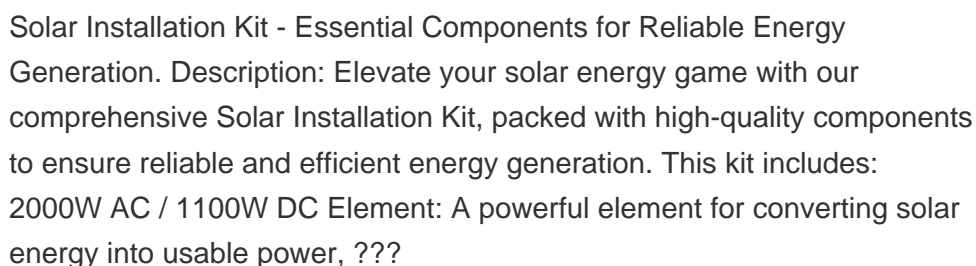 Solar Installation Kit - Essential Components for Reliable Energy
Generation. Description: Elevate your solar energy game with our
comprehensive Solar Installation Kit, packed with high-quality components
to ensure reliable and efficient energy generation. This kit includes:
2000W AC / 1100W DC Element: A powerful element for converting solar
energy into usable power, ???